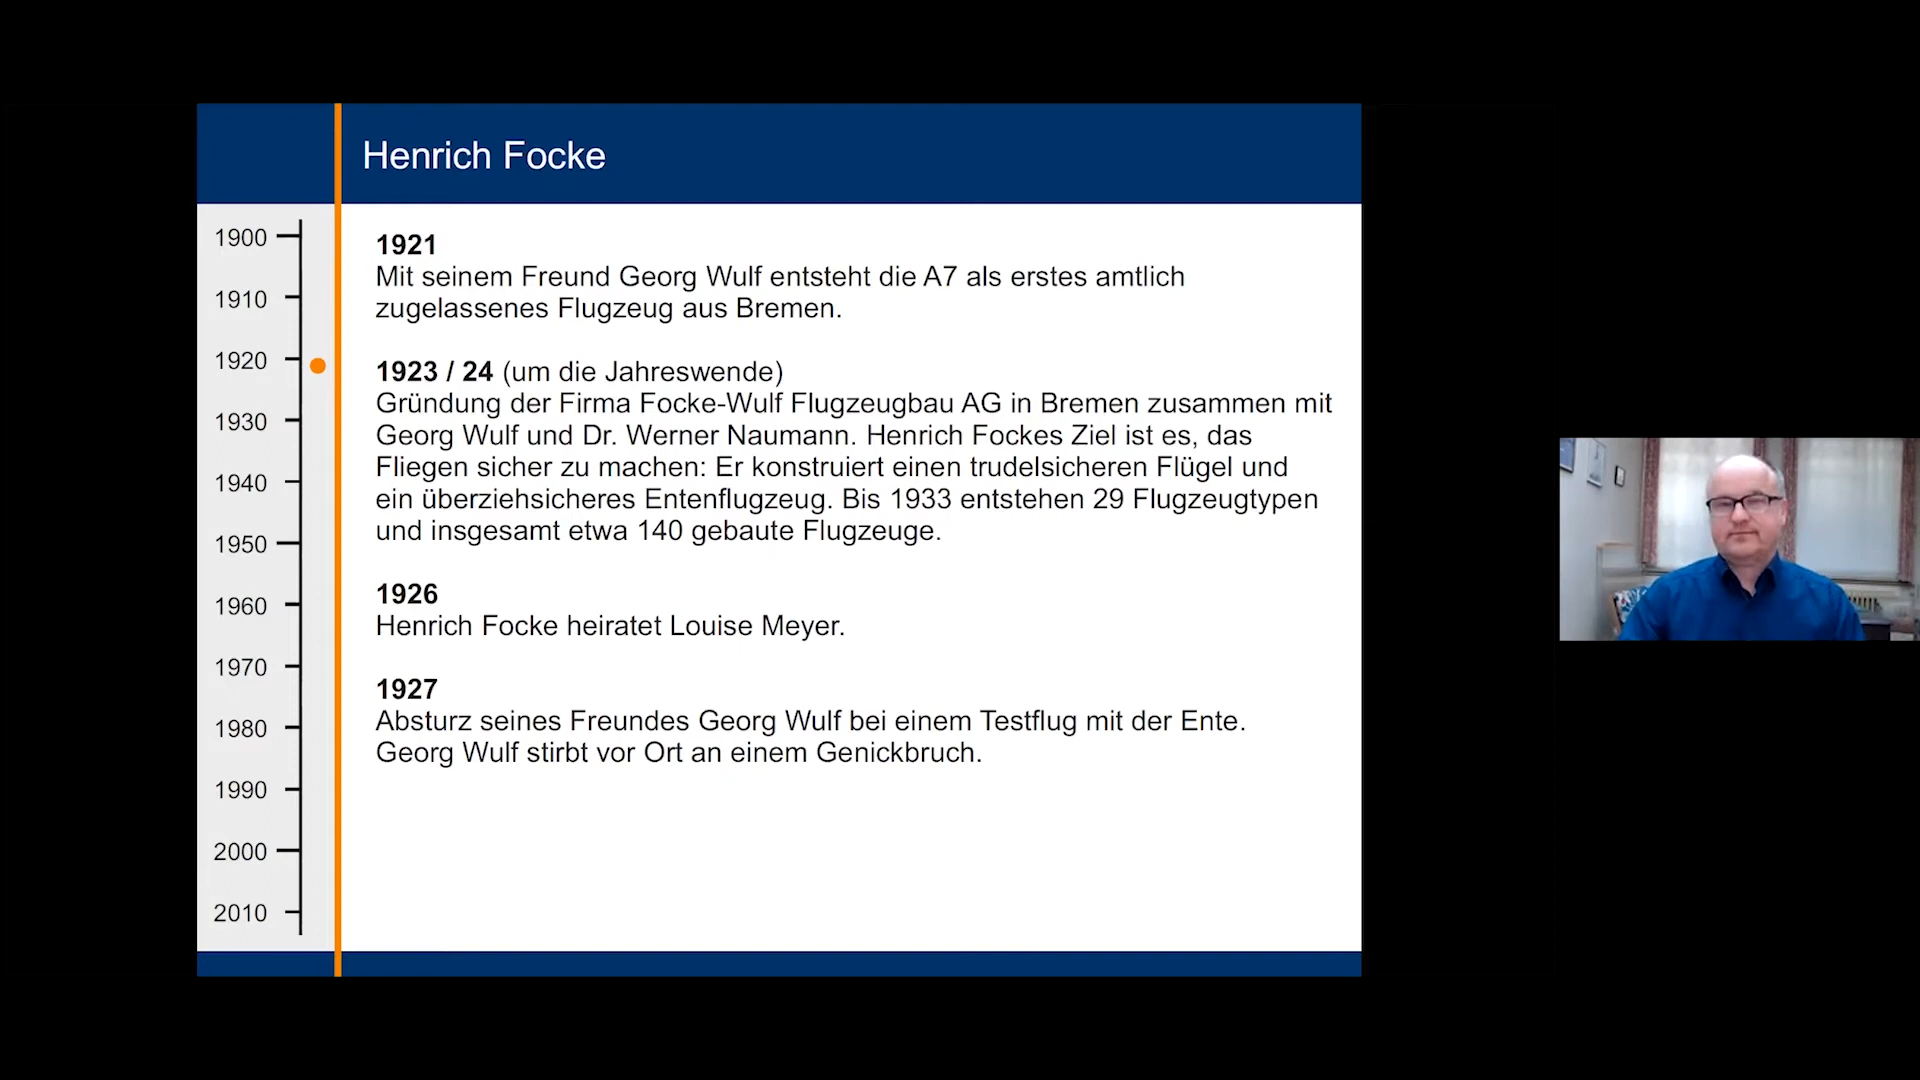 Henrich Focke
1900
1910
1920
1930
1940
1950
1960
1970
1980
1990
2000
2010
1921
Mit seinem Freund Georg Wulf entsteht die A7 als erstes amtlich
zugelassenes Flugzeug aus Bremen.
1923 / 24 (um die Jahreswende)
Gründung der Firma Focke-Wulf Flugzeugbau AG in Bremen zusammen mit
Georg Wulf und Dr. Werner Naumann. Henrich Fockes Ziel ist es, das
Fliegen sicher zu machen: Er konstruiert einen trudelsicheren Flügel und
ein überziehsicheres Entenflugzeug. Bis 1933 entstehen 29 Flugzeugtypen
und insgesamt etwa 140 gebaute Flugzeuge.
1926
Henrich Focke heiratet Louise Meyer.
1927
Absturz seines Freundes Georg Wulf bei einem Testflug mit der Ente.
Georg Wulf stirbt vor Ort an einem Genickbruch.